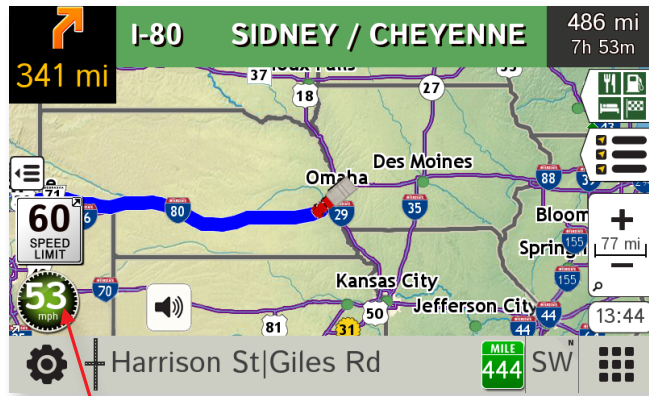 341 mi
I-80 SIDNEY / CHEYENNE
486 mi
7h 53m
37
18
27
Des Moines
Omaha
88
71
80
29
35
60
SPEED
LIMIT
Bloom
155
77 mi
Spring
155
53
mph
70
Kansas City
50
Jefferson City
44
13:44
81
31
44
Harrison St|Giles Rd
MILE
444
SW
N